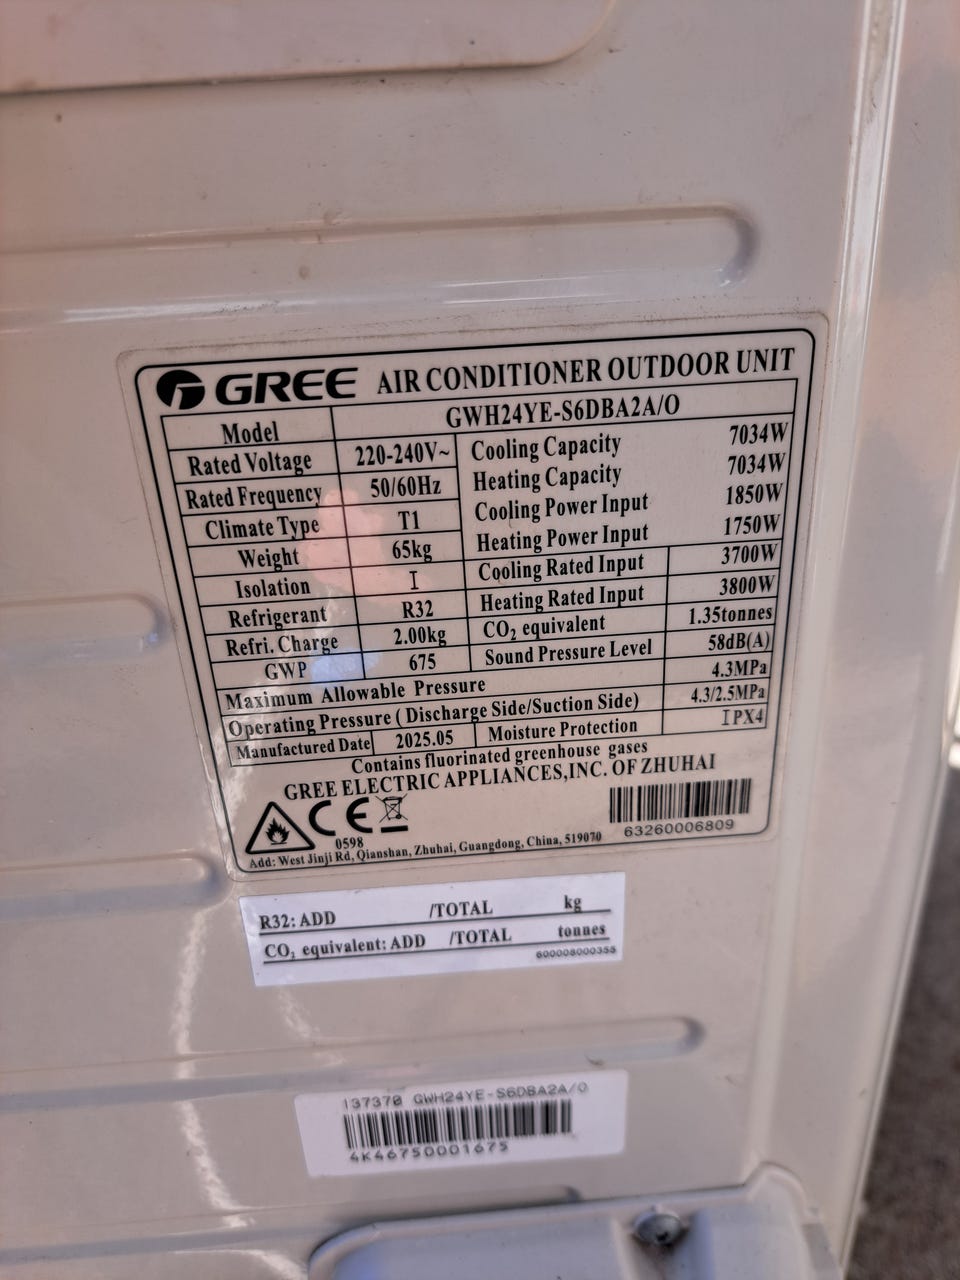 GREE AIR CONDITIONER OUTDOOR UNIT
Model GWH24YE-S6DBA2A/O
Rated Voltage 220-240V~ Cooling Capacity 7034W
Rated Frequency 50/60Hz Heating Capacity 7034W
Climate Type T1 Cooling Power Input 1850W
Weight 65kg Heating Power Input 1750W
Isolation I Cooling Rated Input 3700W
Refrigerant R32 Heating Rated Input 3800W
Refri. Charge 2.00kg CO₂ equivalent 1.35tonnes
GWP 675 Sound Pressure Level 58dB(A)
Maximum Allowable Pressure 4.3MPa
Operating Pressure ( Discharge Side/Suction Side) 4.3/2.5MPa
Manufactured Date 2025.05 Moisture Protection IPX4
Contains fluorinated greenhouse gases
GREE ELECTRIC APPLIANCES,INC. OF ZHUHAI
CE
0598
63260006809
Add: West Jinji Rd, Qianshan, Zhuhai, Guangdong, China, 519070
R32: ADD /TOTAL kg
CO₂ equivalent: ADD /TOTAL tonnes
600008000355
137370 GWH24YE-S6DBA2A/O
4K46750001675